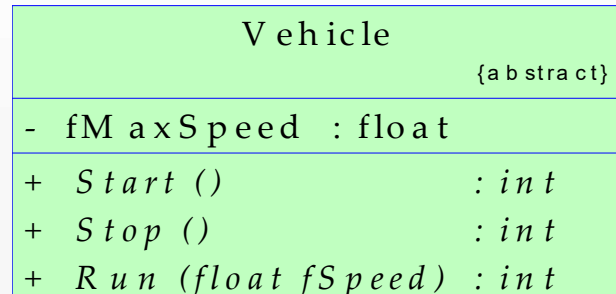 Vehicle
{abstract}
- fMaxSpeed : float
+ Start () : int
+ Stop () : int
+ Run (float fSpeed) : int